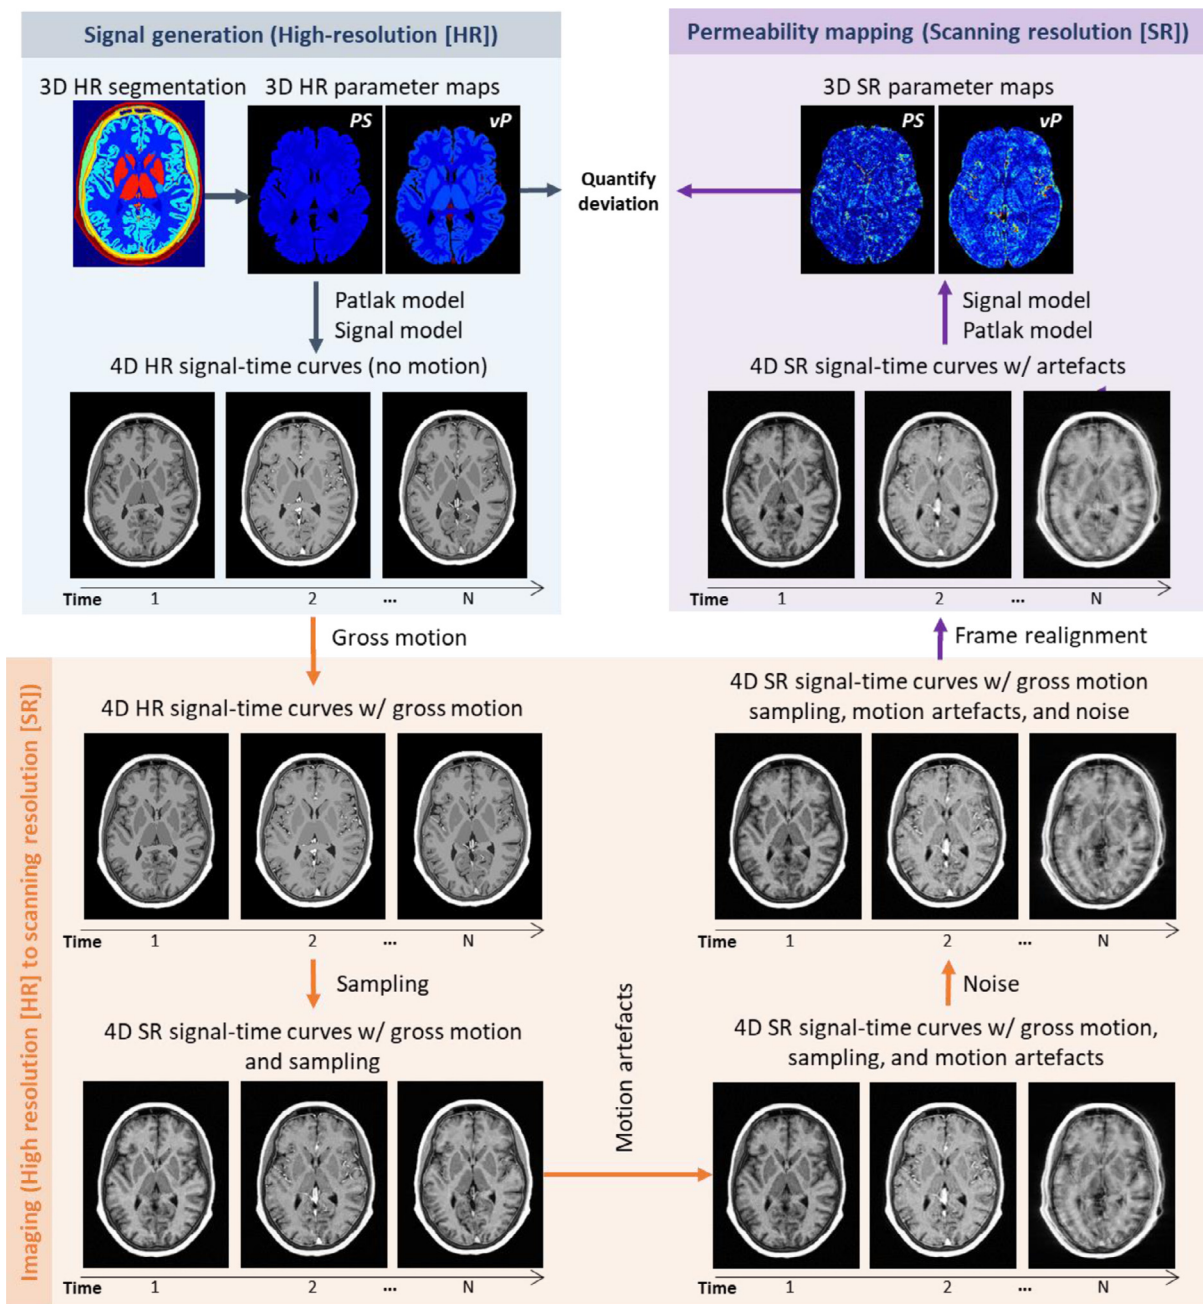 Signal generation (High-resolution [HR])
3D HR segmentation
3D HR parameter maps
PS
vP
Patlak model
Signal model
4D HR signal-time curves (no motion)
Time 1 2 ... N
Quantify
deviation
Permeability mapping (Scanning resolution [SR])
3D SR parameter maps
PS
vP
Signal model
Patlak model
4D SR signal-time curves w/ artefacts
Time 1 2 ... N
Gross motion
Frame realignment
Imaging (High resolution [HR] to scanning resolution [SR])
4D HR signal-time curves w/ gross motion
Time 1 2 ... N
Sampling
4D SR signal-time curves w/ gross motion
and sampling
Time 1 2 ... N
Motion artefacts
4D SR signal-time curves w/ gross motion
sampling, motion artefacts, and noise
Time 1 2 ... N
Noise
4D SR signal-time curves w/ gross motion,
sampling, and motion artefacts
Time 1 2 ... N